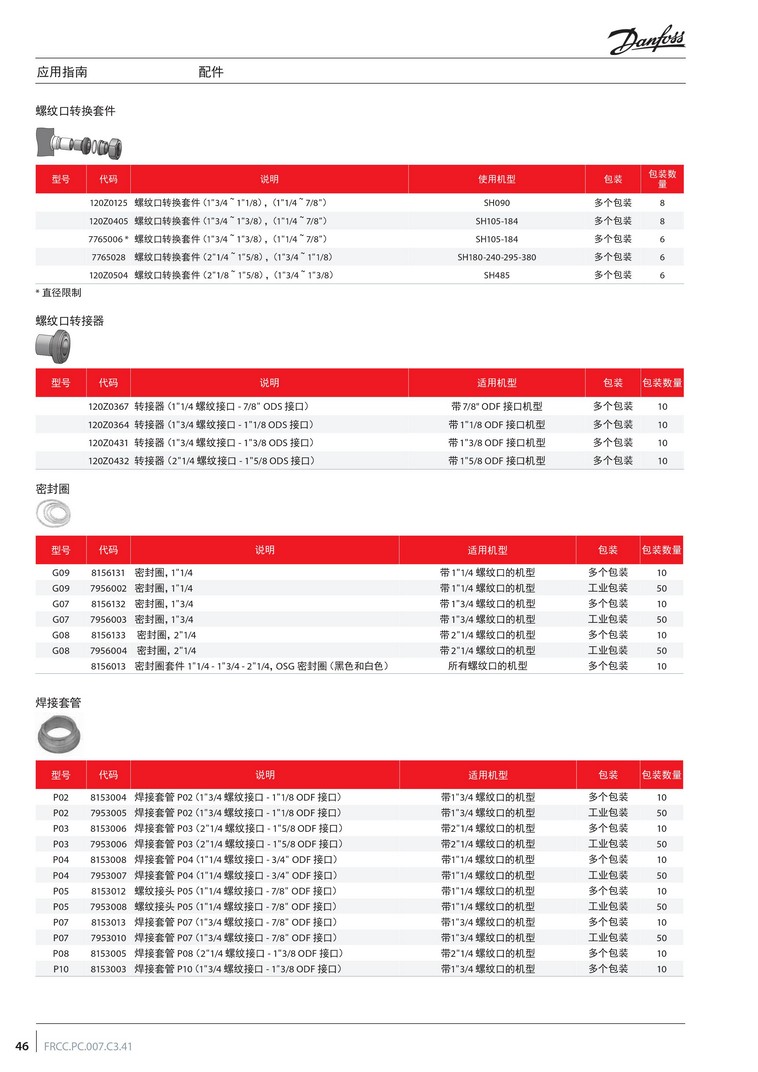 Danfoss
应用指南 配件
螺纹口转换套件
型号 代码 说明 使用机型 包装 包装数量
120Z0125 螺纹口转换套件 (1"3/4 ~ 1"1/8) , (1"1/4 ~ 7/8") SH090 多个包装 8
120Z0405 螺纹口转换套件 (1"3/4 ~ 1"3/8) , (1"1/4 ~ 7/8") SH105-184 多个包装 8
7765006 * 螺纹口转换套件 (1"3/4 ~ 1"3/8) , (1"1/4 ~ 7/8") SH105-184 多个包装 6
7765028 螺纹口转换套件 (2"1/4 ~ 1"5/8) , (1"3/4 ~ 1"1/8) SH180-240-295-380 多个包装 6
120Z0504 螺纹口转换套件 (2"1/8 ~ 1"5/8) , (1"3/4 ~ 1"3/8) SH485 多个包装 6
* 直径限制
螺纹口转接器
型号 代码 说明 适用机型 包装 包装数量
120Z0367 转接器 (1"1/4 螺纹接口 - 7/8" ODS 接口) 带 7/8" ODF 接口机型 多个包装 10
120Z0364 转接器 (1"3/4 螺纹接口 - 1"1/8 ODS 接口) 带 1"1/8 ODF 接口机型 多个包装 10
120Z0431 转接器 (1"3/4 螺纹接口 - 1"3/8 ODS 接口) 带 1"3/8 ODF 接口机型 多个包装 10
120Z0432 转接器 (2"1/4 螺纹接口 - 1"5/8 ODS 接口) 带 1"5/8 ODF 接口机型 多个包装 10
密封圈
型号 代码 说明 适用机型 包装 包装数量
G09 8156131 密封圈, 1"1/4 带 1"1/4 螺纹口的机型 多个包装 10
G09 7956002 密封圈, 1"1/4 带 1"1/4 螺纹口的机型 工业包装 50
G07 8156132 密封圈, 1"3/4 带 1"3/4 螺纹口的机型 多个包装 10
G07 7956003 密封圈, 1"3/4 带 1"3/4 螺纹口的机型 工业包装 50
G08 8156133 密封圈, 2"1/4 带 2"1/4 螺纹口的机型 多个包装 10
G08 7956004 密封圈, 2"1/4 带 2"1/4 螺纹口的机型 工业包装 50
8156013 密封圈套件 1"1/4 - 1"3/4 - 2"1/4, OSG 密封圈 (黑色和白色) 所有螺纹口的机型 多个包装 10
焊接套管
型号 代码 说明 适用机型 包装 包装数量
P02 8153004 焊接套管 P02 (1"3/4 螺纹接口 - 1"1/8 ODF 接口) 带1"3/4 螺纹口的机型 多个包装 10
P02 7953005 焊接套管 P02 (1"3/4 螺纹接口 - 1"1/8 ODF 接口) 带1"3/4 螺纹口的机型 工业包装 50
P03 8153006 焊接套管 P03 (2"1/4 螺纹接口 - 1"5/8 ODF 接口) 带2"1/4 螺纹口的机型 多个包装 10
P03 7953006 焊接套管 P03 (2"1/4 螺纹接口 - 1"5/8 ODF 接口) 带2"1/4 螺纹口的机型 工业包装 50
P04 8153008 焊接套管 P04 (1"1/4 螺纹接口 - 3/4" ODF 接口) 带1"1/4 螺纹口的机型 多个包装 10
P04 7953007 焊接套管 P04 (1"1/4 螺纹接口 - 3/4" ODF 接口) 带1"1/4 螺纹口的机型 工业包装 50
P05 8153012 螺纹接头 P05 (1"1/4 螺纹接口 - 7/8" ODF 接口) 带1"1/4 螺纹口的机型 多个包装 10
P05 7953008 螺纹接头 P05 (1"1/4 螺纹接口 - 7/8" ODF 接口) 带1"1/4 螺纹口的机型 工业包装 50
P07 8153013 焊接套管 P07 (1"3/4 螺纹接口 - 7/8" ODF 接口) 带1"3/4 螺纹口的机型 多个包装 10
P07 7953010 焊接套管 P07 (1"3/4 螺纹接口 - 7/8" ODF 接口) 带1"3/4 螺纹口的机型 工业包装 50
P08 8153005 焊接套管 P08 (2"1/4 螺纹接口 - 1"3/8 ODF 接口) 带2"1/4 螺纹口的机型 多个包装 10
P10 8153003 焊接套管 P10 (1"3/4 螺纹接口 - 1"3/8 ODF 接口) 带1"3/4 螺纹口的机型 多个包装 10
46 FRCC.PC.007.C3.41